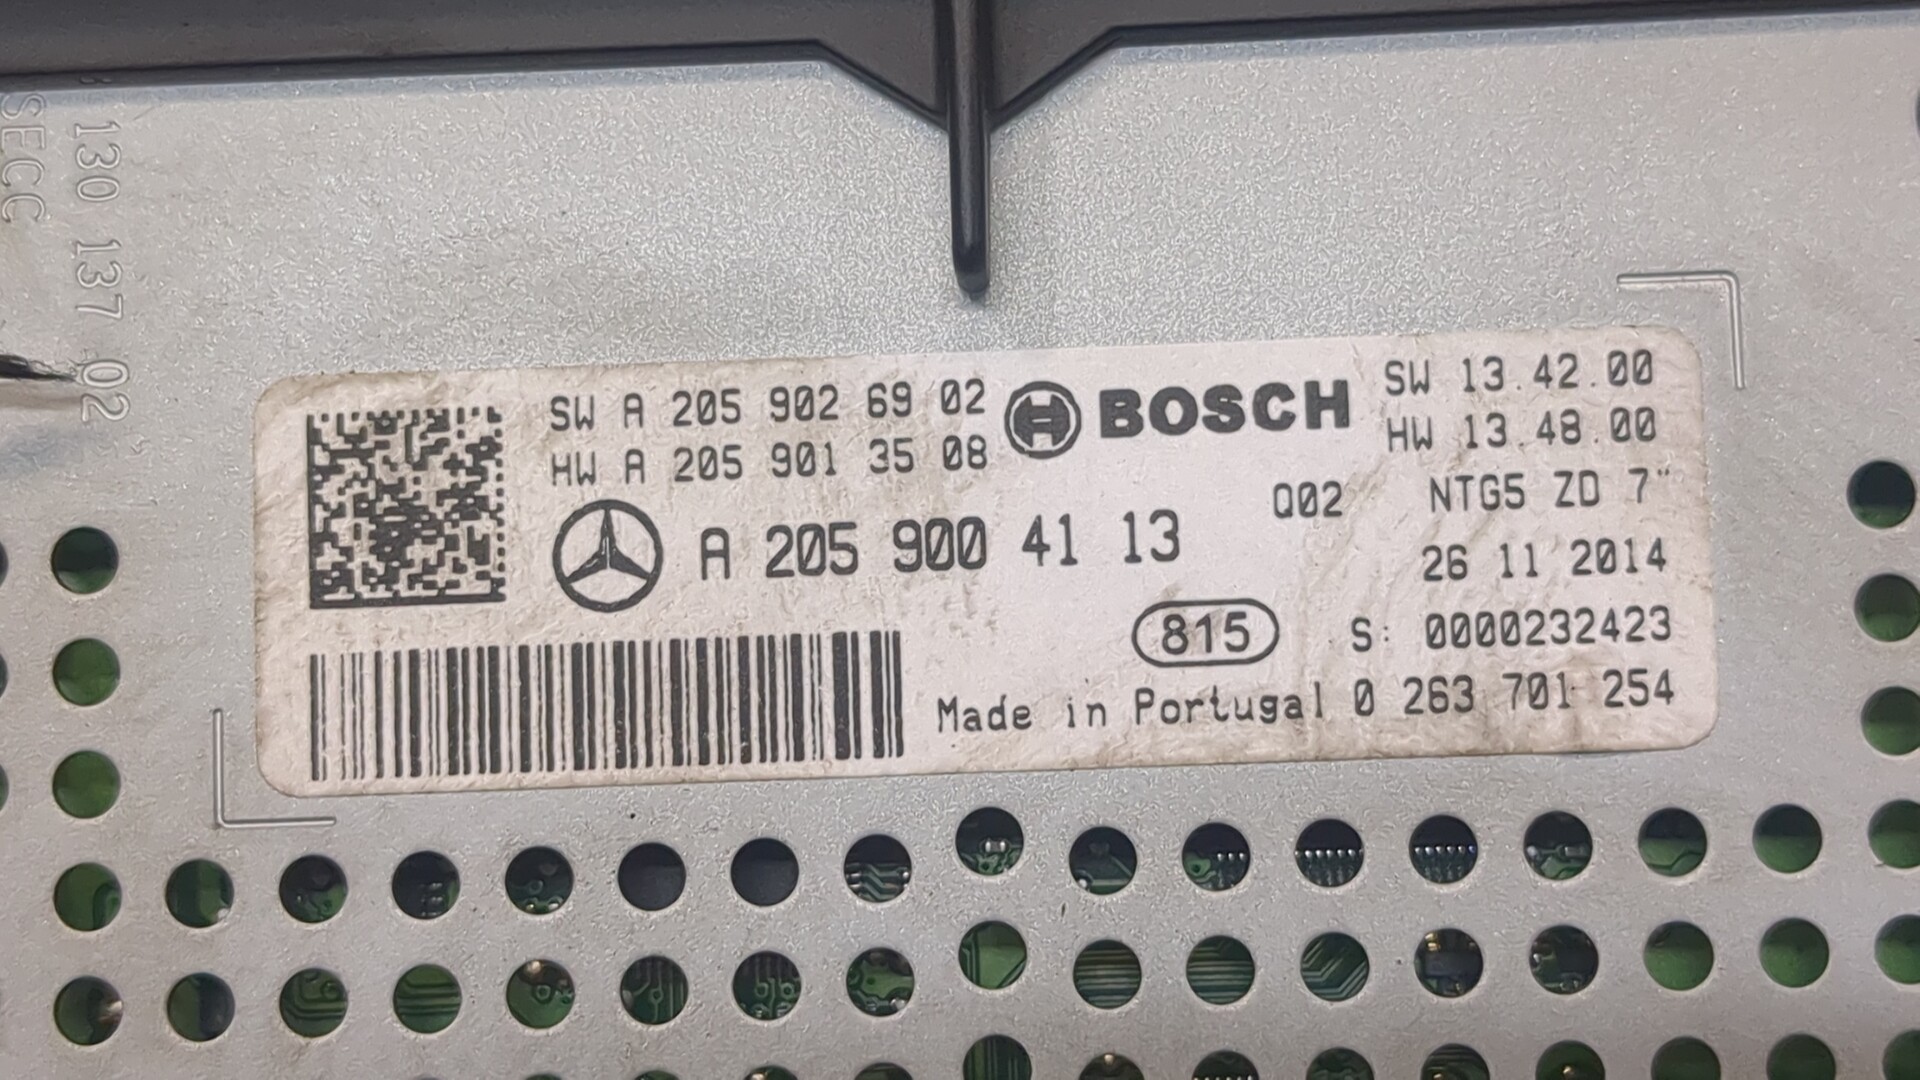 SECC
130 137 02
SW A 205 902 69 02
HW A 205 901 35 08
BOSCH
SW 13.42.00
HW 13.48.00
A 205 900 41 13
Q02 NTG5 ZD 7"
26 11 2014
815 S: 0000232423
Made in Portugal 0 263 701 254